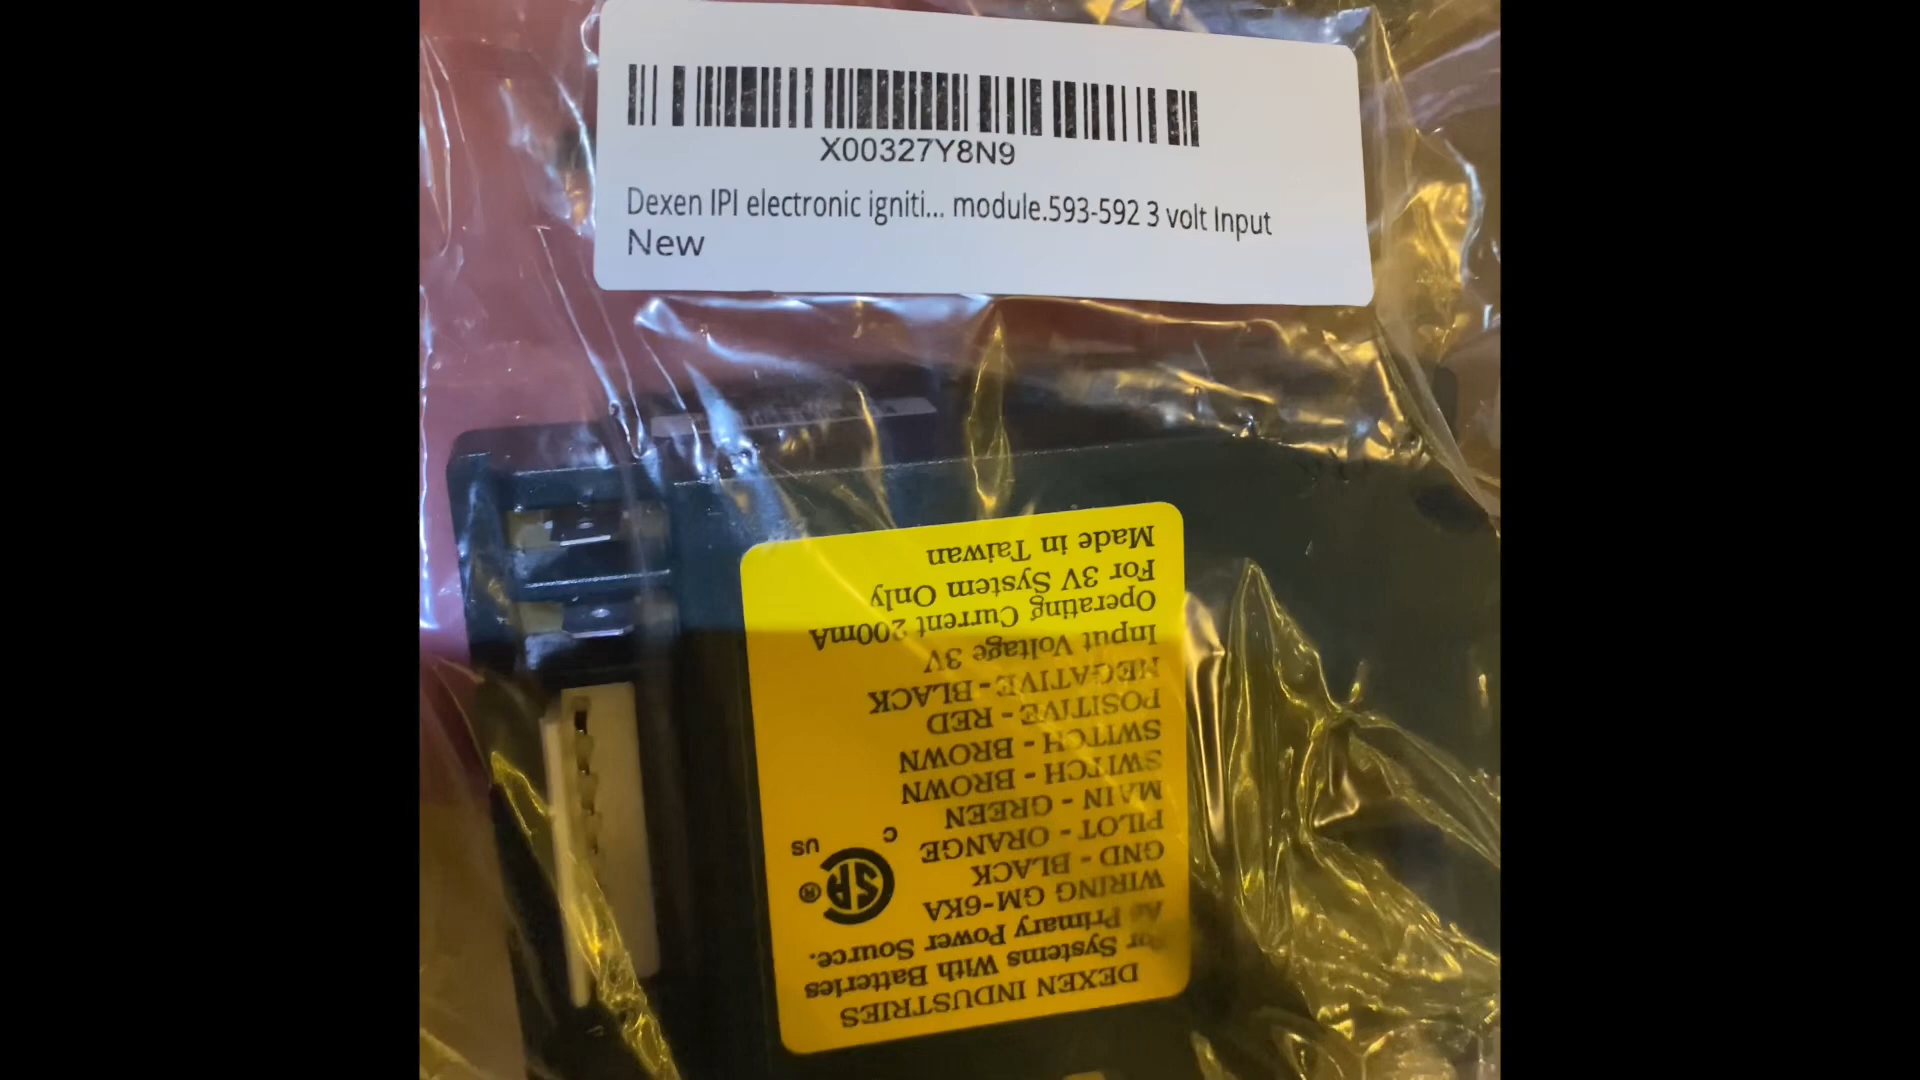 X00327Y8N9
Dexen IPI electronic igniti... module.593-592 3 volt Input
New
DEXEN INDUSTRIES
For Systems With Batteries
As Primary Power Source.
WIRING GM-6KA
GND - BLACK
PILOT - ORANGE
MAIN - GREEN
SWITCH - BROWN
SWITCH - BROWN
POSITIVE - RED
NEGATIVE - BLACK
Input Voltage 3V
Operating Current 200mA
For 3V System Only
Made in Taiwan
C
US
®